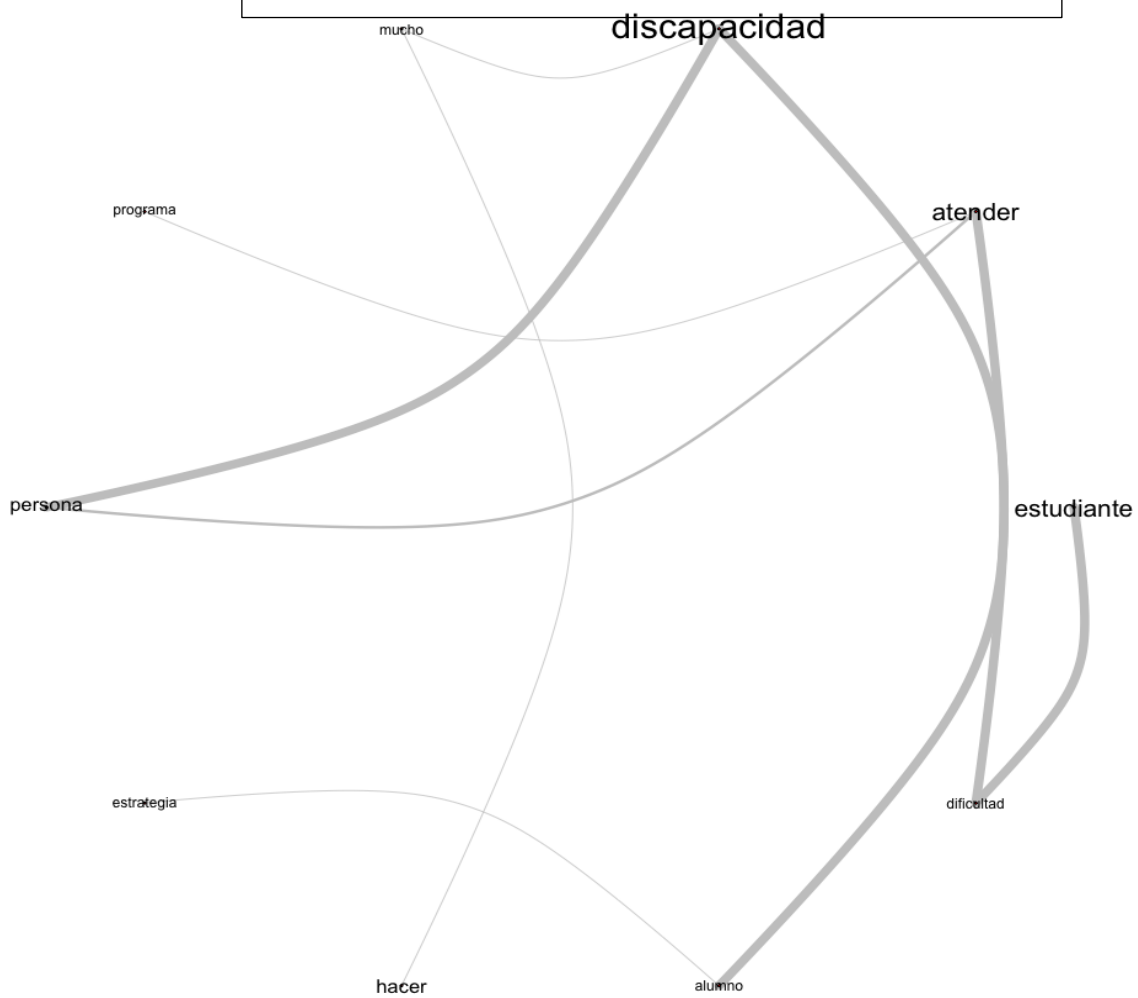 mucho
discapacidad
programa
atender
persona
estudiante
estrategia
dificultad
hacer
alumno